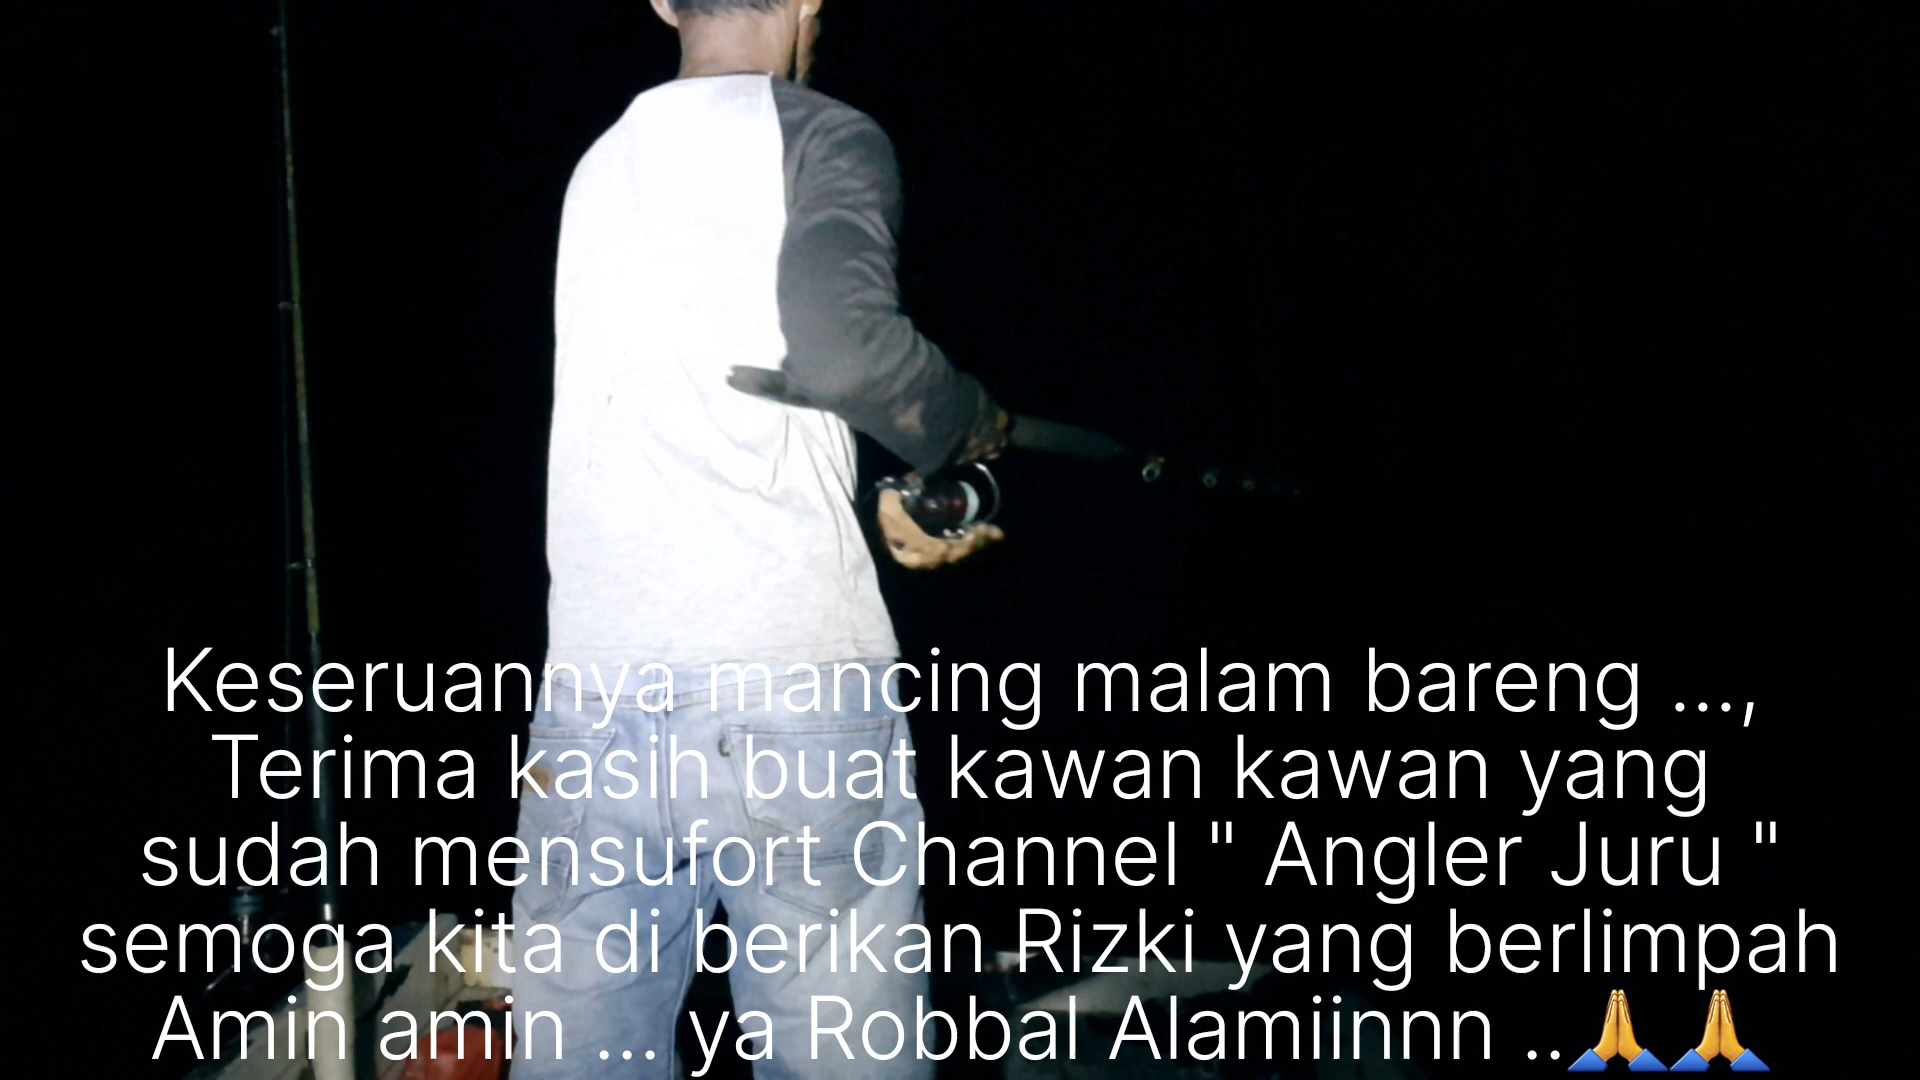 Keseruannya mancing malam bareng ...,
Terima kasih buat kawan kawan yang
sudah mensufort Channel " Angler Juru "
semoga kita di berikan Rizki yang berlimpah
Amin amin ... ya Robbal Alamiinnn ..🙏🙏